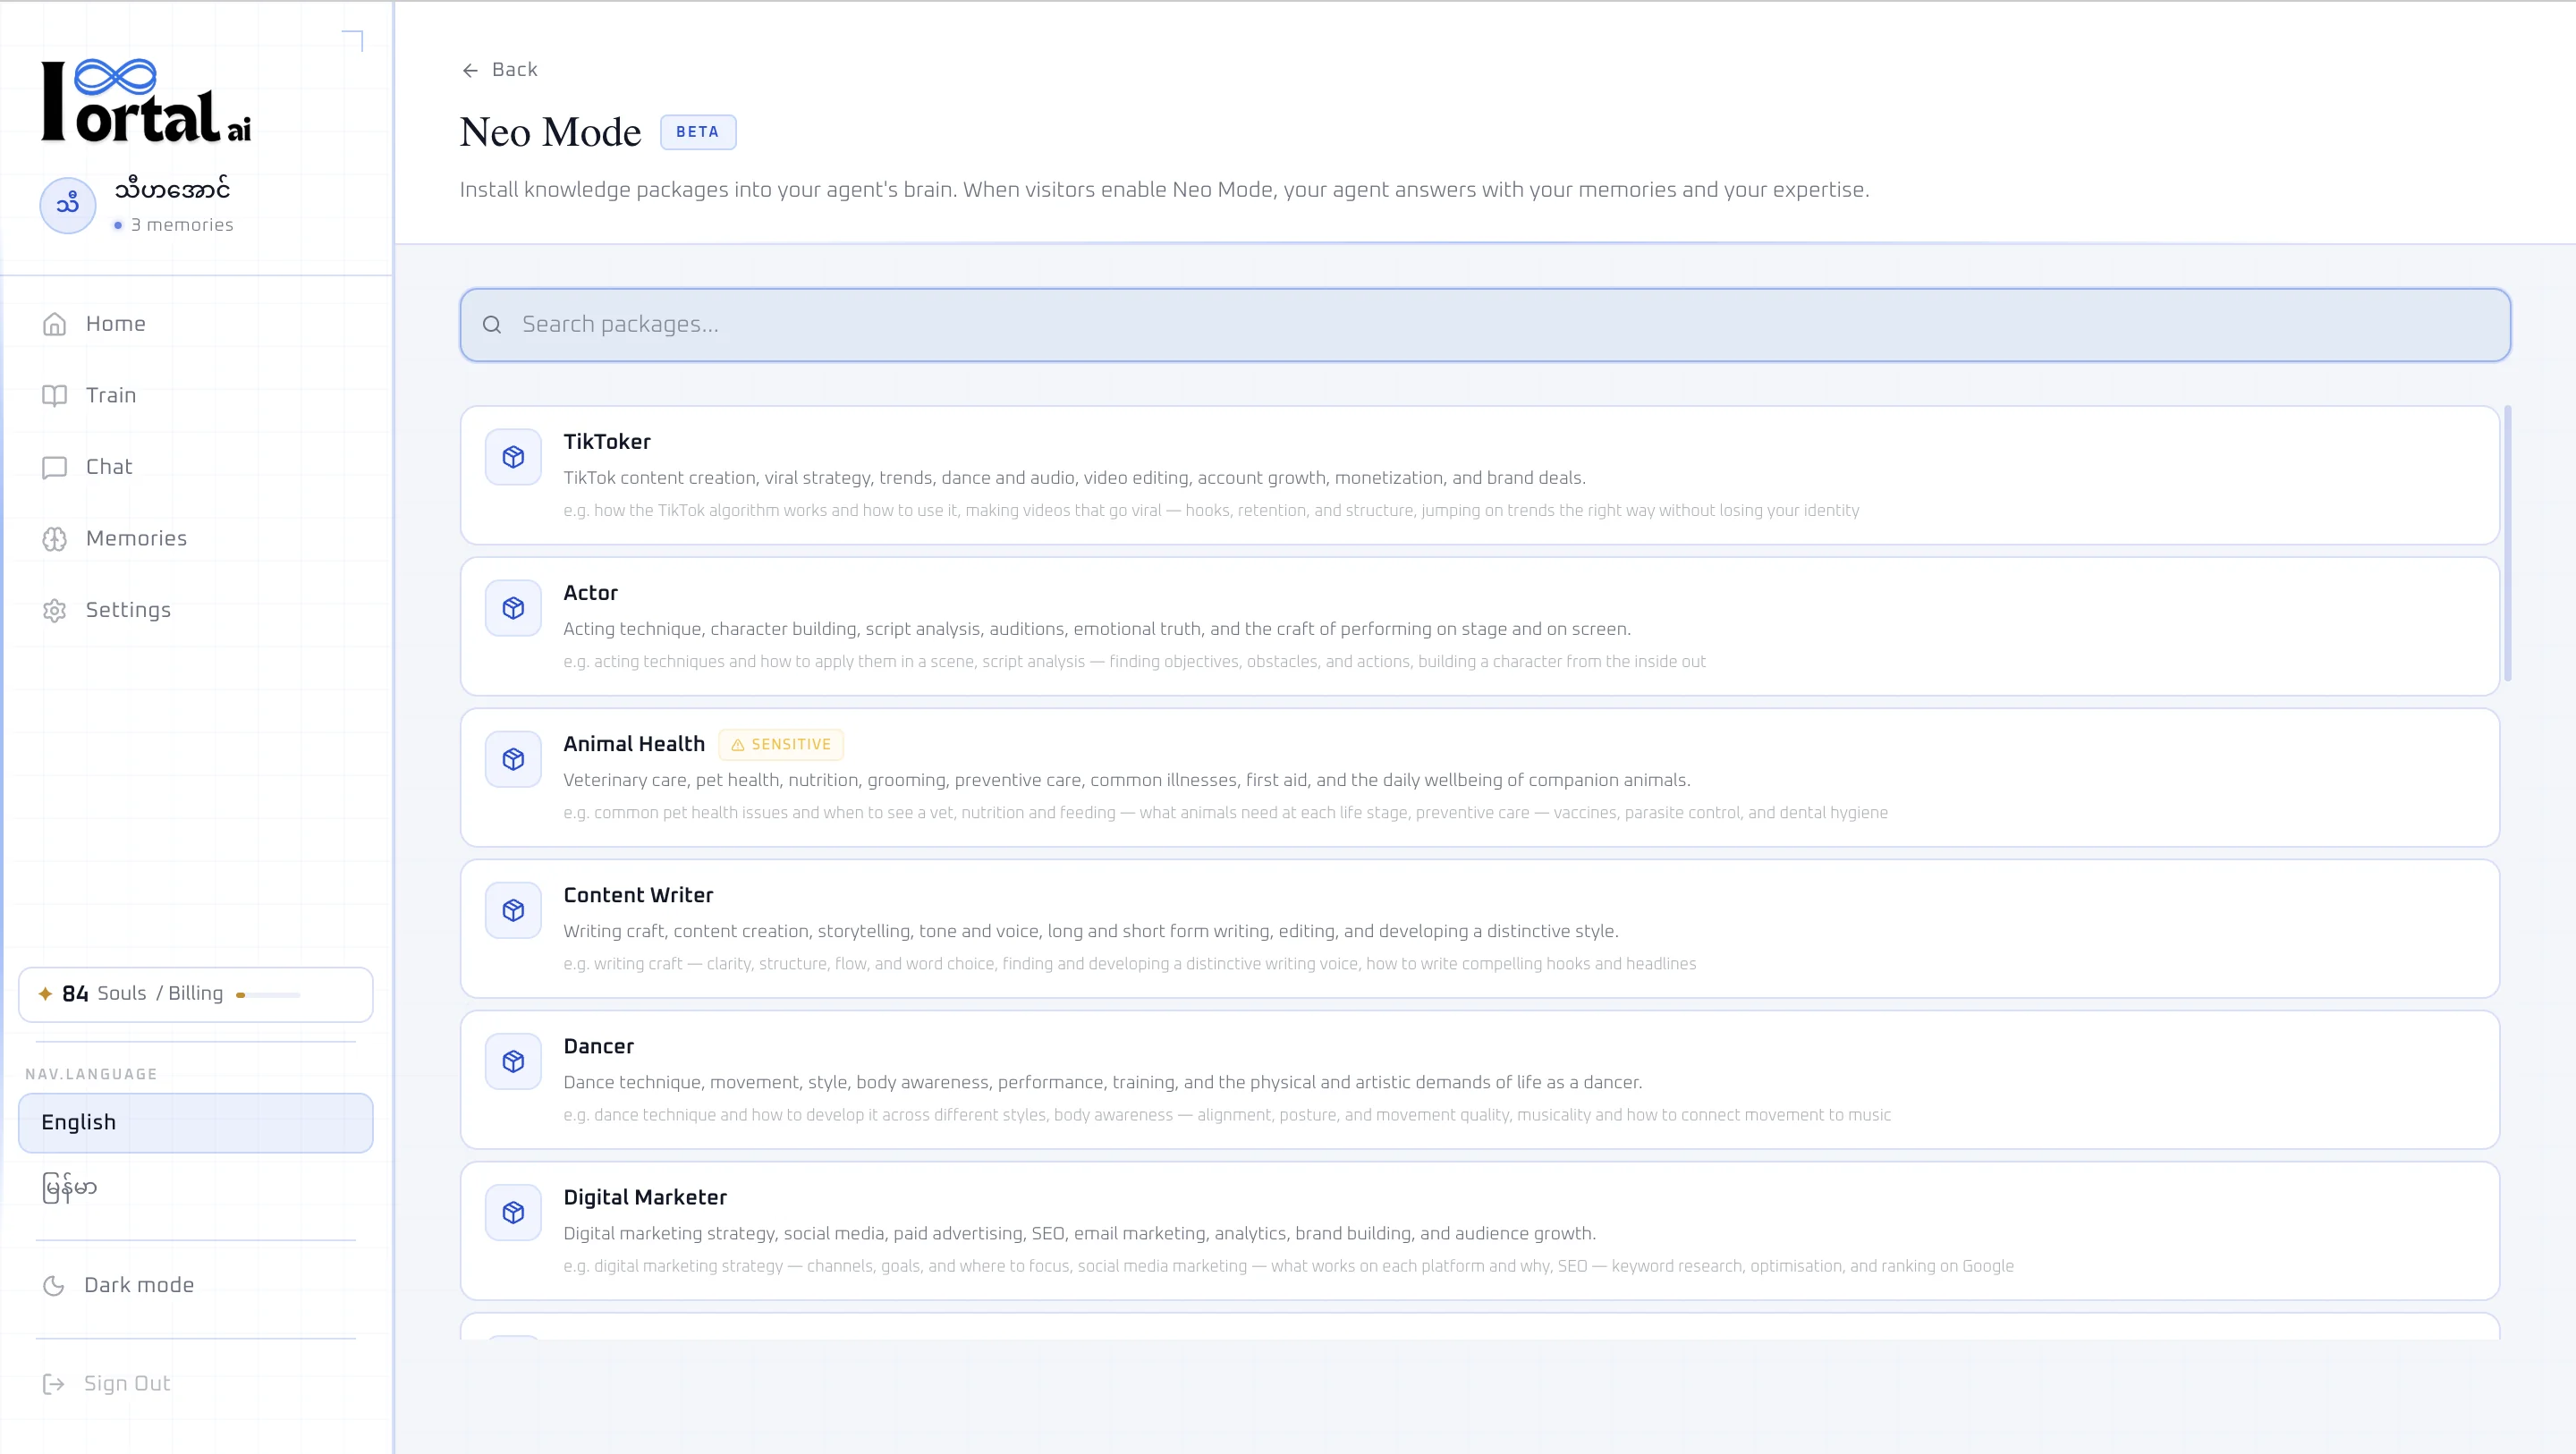 Iortal ai
သီ
သီဟအောင်
3 memories
Home
Train
Chat
Memories
Settings
84 Souls / Billing
NAV.LANGUAGE
English
မြန်မာ
Dark mode
Sign Out
Back
Neo Mode BETA
Install knowledge packages into your agent's brain. When visitors enable Neo Mode, your agent answers with your memories and your expertise.
Search packages...
TikToker
TikTok content creation, viral strategy, trends, dance and audio, video editing, account growth, monetization, and brand deals.
e.g. how the TikTok algorithm works and how to use it, making videos that go viral — hooks, retention, and structure, jumping on trends the right way without losing your identity
Actor
Acting technique, character building, script analysis, auditions, emotional truth, and the craft of performing on stage and on screen.
e.g. acting techniques and how to apply them in a scene, script analysis — finding objectives, obstacles, and actions, building a character from the inside out
Animal Health SENSITIVE
Veterinary care, pet health, nutrition, grooming, preventive care, common illnesses, first aid, and the daily wellbeing of companion animals.
e.g. common pet health issues and when to see a vet, nutrition and feeding — what animals need at each life stage, preventive care — vaccines, parasite control, and dental hygiene
Content Writer
Writing craft, content creation, storytelling, tone and voice, long and short form writing, editing, and developing a distinctive style.
e.g. writing craft — clarity, structure, flow, and word choice, finding and developing a distinctive writing voice, how to write compelling hooks and headlines
Dancer
Dance technique, movement, style, body awareness, performance, training, and the physical and artistic demands of life as a dancer.
e.g. dance technique and how to develop it across different styles, body awareness — alignment, posture, and movement quality, musicality and how to connect movement to music
Digital Marketer
Digital marketing strategy, social media, paid advertising, SEO, email marketing, analytics, brand building, and audience growth.
e.g. digital marketing strategy — channels, goals, and where to focus, social media marketing — what works on each platform and why, SEO — keyword research, optimisation, and ranking on Google